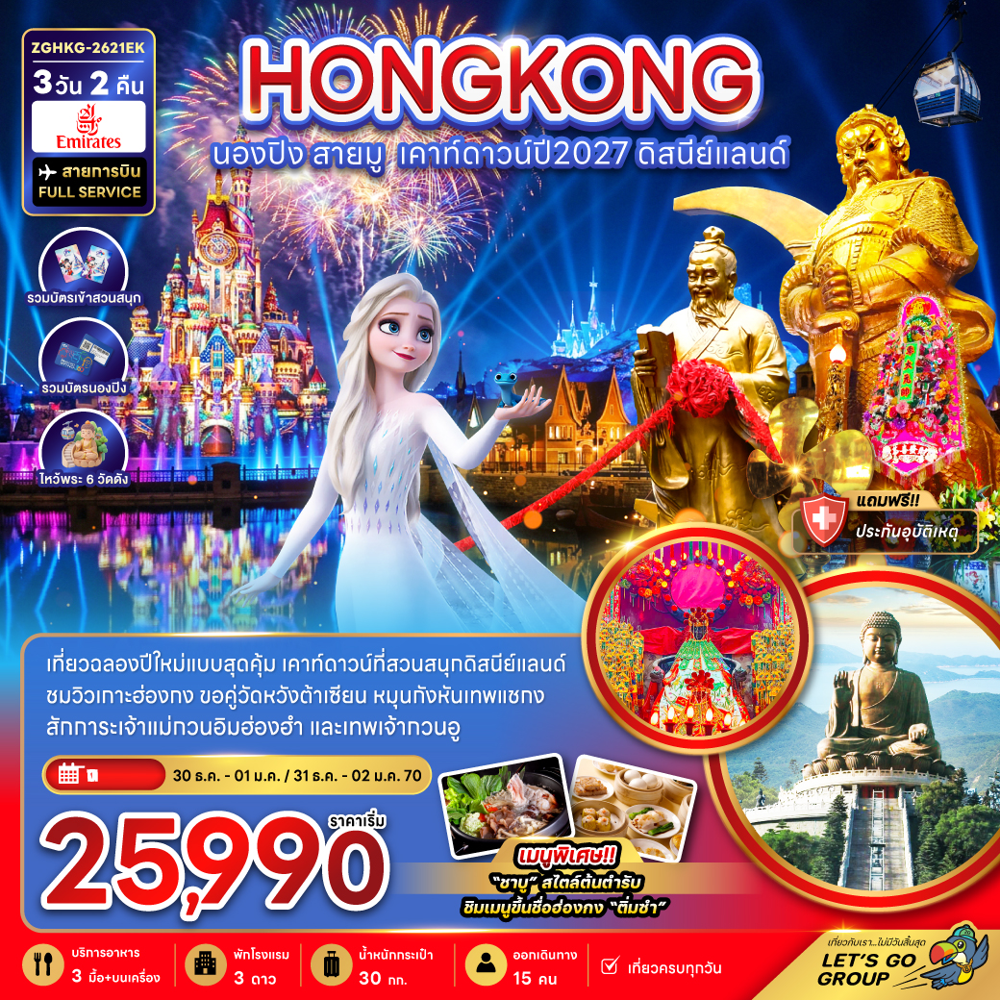 ZGHKG-2621EK
3 วัน 2 คืน
Emirates
สายการบิน
FULL SERVICE
HONGKONG
นองปิง สายมู เคาท์ดาวน์ปี2027 ดิสนีย์แลนด์
รวมบัตรเข้าสวนสนุก
รวมบัตรนองปิง
ไหว้พระ 6 วัดดัง
แถมฟรี!!
ประกันอุบัติเหตุ
เที่ยวฉลองปีใหม่แบบสุดคุ้ม เคาท์ดาวน์ที่สวนสนุกดิสนีย์แลนด์
ชมวิวเกาะฮ่องกง ขอคู่วัดหวังต้าเซียน หมุนกังหันเทพแชกง
สักการะเจ้าแม่กวนอิมฮ่องฮำ และเทพเจ้ากวนอู
30 ธ.ค. - 01 ม.ค. / 31 ธ.ค. - 02 ม.ค. 70
ราคาเริ่ม
25,990
เมนูพิเศษ!!
"ชาบู" สไตล์ต้นตำรับ
ชิมเมนูขึ้นชื่อฮ่องกง "ติ่มซำ"
บริการอาหาร
3 มื้อ+บนเครื่อง
พักโรงแรม
3 ดาว
น้ำหนักกระเป๋า
30 กก.
ออกเดินทาง
15 คน
เที่ยวครบทุกวัน
เที่ยวกับเรา...ไม่มีวันสิ้นสุด
LET'S GO
GROUP